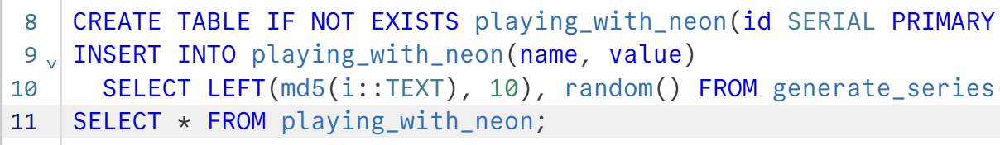 8 CREATE TABLE IF NOT EXISTS playing_with_neon(id SERIAL PRIMARY
9 INSERT INTO playing_with_neon(name, value)
10 SELECT LEFT(md5(i::TEXT), 10), random() FROM generate_series(
11 SELECT * FROM playing_with_neon;